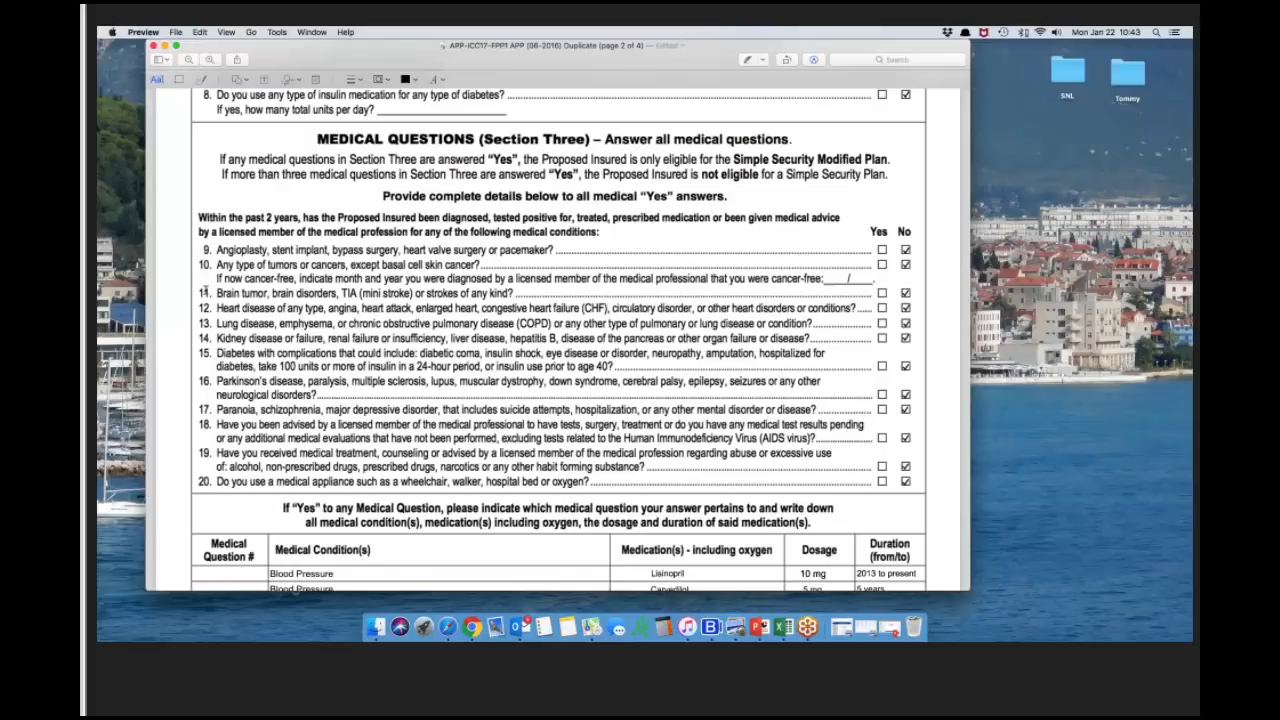 Preview File Edit View Go Tools Window Help
Mon Jan 22 10:43
APP-ICC17-FPP1 APP (06-2016) Duplicate (page 2 of 4) — Edited
Search
SNL
Tommy
8. Do you use any type of insulin medication for any type of diabetes?
If yes, how many total units per day?
MEDICAL QUESTIONS (Section Three) – Answer all medical questions.
If any medical questions in Section Three are answered “Yes”, the Proposed Insured is only eligible for the Simple Security Modified Plan.
If more than three medical questions in Section Three are answered “Yes”, the Proposed Insured is not eligible for a Simple Security Plan.
Provide complete details below to all medical “Yes” answers.
Within the past 2 years, has the Proposed Insured been diagnosed, tested positive for, treated, prescribed medication or been given medical advice
by a licensed member of the medical profession for any of the following medical conditions: Yes No
9. Angioplasty, stent implant, bypass surgery, heart valve surgery or pacemaker?
10. Any type of tumors or cancers, except basal cell skin cancer?
If now cancer-free, indicate month and year you were diagnosed by a licensed member of the medical professional that you were cancer-free: /
11. Brain tumor, brain disorders, TIA (mini stroke) or strokes of any kind?
12. Heart disease of any type, angina, heart attack, enlarged heart, congestive heart failure (CHF), circulatory disorder, or other heart disorders or conditions?
13. Lung disease, emphysema, or chronic obstructive pulmonary disease (COPD) or any other type of pulmonary or lung disease or condition?
14. Kidney disease or failure, renal failure or insufficiency, liver disease, hepatitis B, disease of the pancreas or other organ failure or disease?
15. Diabetes with complications that could include: diabetic coma, insulin shock, eye disease or disorder, neuropathy, amputation, hospitalized for
diabetes, take 100 units or more of insulin in a 24-hour period, or insulin use prior to age 40?
16. Parkinson's disease, paralysis, multiple sclerosis, lupus, muscular dystrophy, down syndrome, cerebral palsy, epilepsy, seizures or any other
neurological disorders?
17. Paranoia, schizophrenia, major depressive disorder, that includes suicide attempts, hospitalization, or any other mental disorder or disease?
18. Have you been advised by a licensed member of the medical professional to have tests, surgery, treatment or do you have any medical test results pending
or any additional medical evaluations that have not been performed, excluding tests related to the Human Immunodeficiency Virus (AIDS virus)?
19. Have you received medical treatment, counseling or advised by a licensed member of the medical profession regarding abuse or excessive use
of: alcohol, non-prescribed drugs, prescribed drugs, narcotics or any other habit forming substance?
20. Do you use a medical appliance such as a wheelchair, walker, hospital bed or oxygen?
If “Yes” to any Medical Question, please indicate which medical question your answer pertains to and write down
all medical condition(s), medication(s) including oxygen, the dosage and duration of said medication(s).
Medical Question # Medical Condition(s) Medication(s) - including oxygen Dosage Duration (from/to)
Blood Pressure Lisinopril 10 mg 2013 to present
Blood Pressure Carvedilol 5 mg 5 years